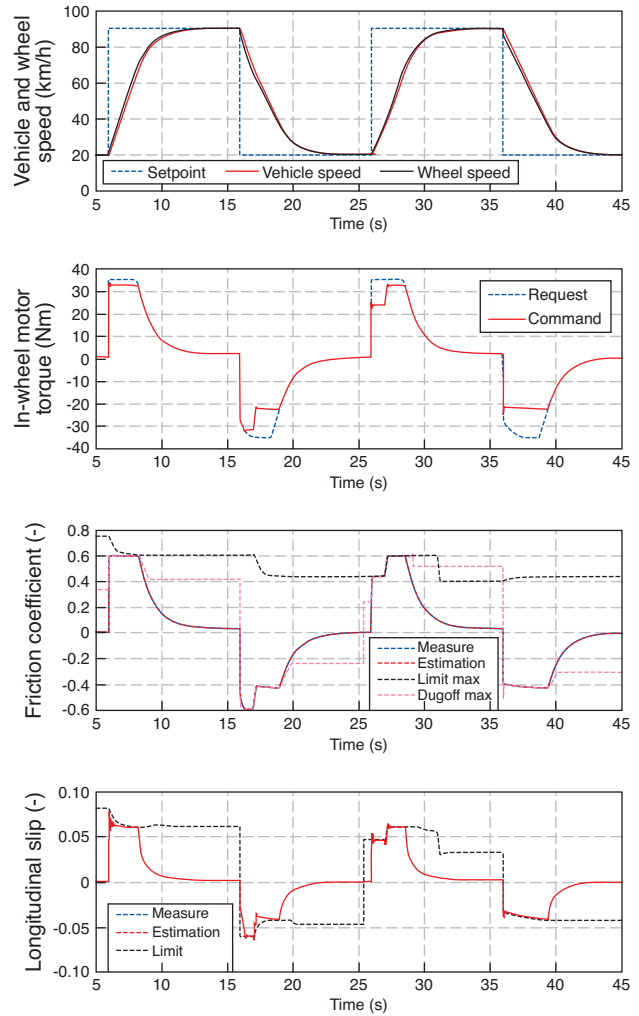 Vehicle and wheel
speed (km/h)
100
80
60
40
20
0
Setpoint Vehicle speed Wheel speed
5 10 15 20 25 30 35 40 45
Time (s)
In-wheel motor
torque (Nm)
40
30
20
10
0
-10
-20
-30
-40
Request
Command
5 10 15 20 25 30 35 40 45
Time (s)
Friction coefficient (-)
0.8
0.6
0.4
0.2
0
-0.2
-0.4
-0.6
Measure
Estimation
Limit max
Dugoff max
5 10 15 20 25 30 35 40 45
Time (s)
Longitudinal slip (-)
0.10
0.05
0
-0.05
-0.10
Measure
Estimation
Limit
5 10 15 20 25 30 35 40 45
Time (s)